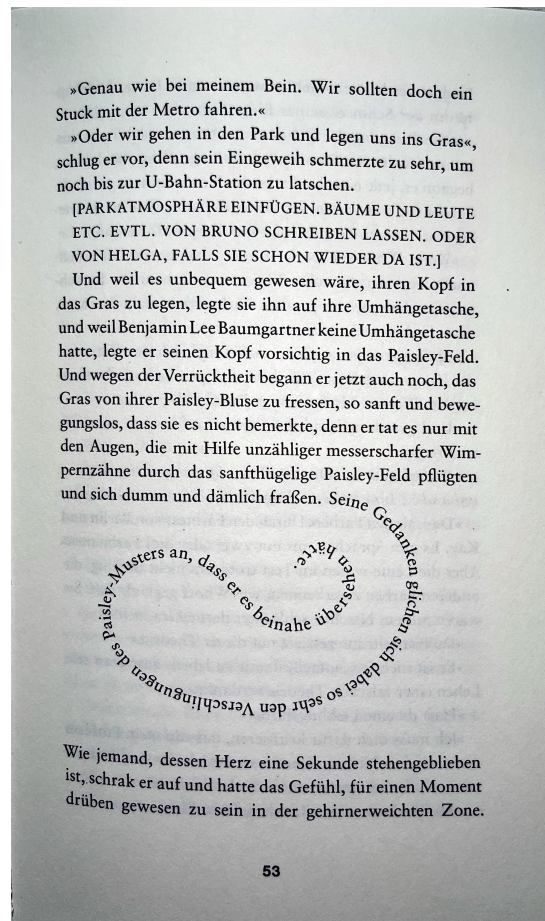 »Genau wie bei meinem Bein. Wir sollten doch ein
Stuck mit der Metro fahren.«
»Oder wir gehen in den Park und legen uns ins Gras«,
schlug er vor, denn sein Eingeweih schmerzte zu sehr, um
noch bis zur U-Bahn-Station zu latschen.
[PARKATMOSPHÄRE EINFÜGEN. BÄUME UND LEUTE
ETC. EVTL. VON BRUNO SCHREIBEN LASSEN. ODER
VON HELGA, FALLS SIE SCHON WIEDER DA IST.]
Und weil es unbequem gewesen wäre, ihren Kopf in
das Gras zu legen, legte sie ihn auf ihre Umhängetasche,
und weil Benjamin Lee Baumgartner keine Umhängetasche
hatte, legte er seinen Kopf vorsichtig in das Paisley-Feld.
Und wegen der Verrücktheit begann er jetzt auch noch, das
Gras von ihrer Paisley-Bluse zu fressen, so sanft und bewe-
gungslos, dass sie es nicht bemerkte, denn er tat es nur mit
den Augen, die mit Hilfe unzähliger messerscharfer Wim-
pernzähne durch das sanfthügelige Paisley-Feld pflügten
und sich dumm und dämlich fraßen. Seine Gedanken glichen sich dabei so sehr den Verschlingungen des Paisley-Musters an, dass er es beinahe übersehen hätte.
Wie jemand, dessen Herz eine Sekunde stehengeblieben
ist, schrak er auf und hatte das Gefühl, für einen Moment
drüben gewesen zu sein in der gehirnerweichten Zone.
53